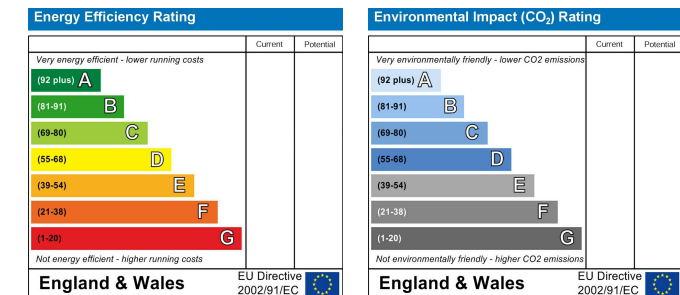 Energy Efficiency Rating
Current Potential
Very energy efficient - lower running costs
(92 plus) A
(81-91) B
(69-80) C
(55-68) D
(39-54) E
(21-38) F
(1-20) G
Not energy efficient - higher running costs
England & Wales
EU Directive
2002/91/EC
Environmental Impact (CO₂) Rating
Current Potential
Very environmentally friendly - lower CO2 emissions
(92 plus) A
(81-91) B
(69-80) C
(55-68) D
(39-54) E
(21-38) F
(1-20) G
Not environmentally friendly - higher CO2 emissions
England & Wales
EU Directive
2002/91/EC